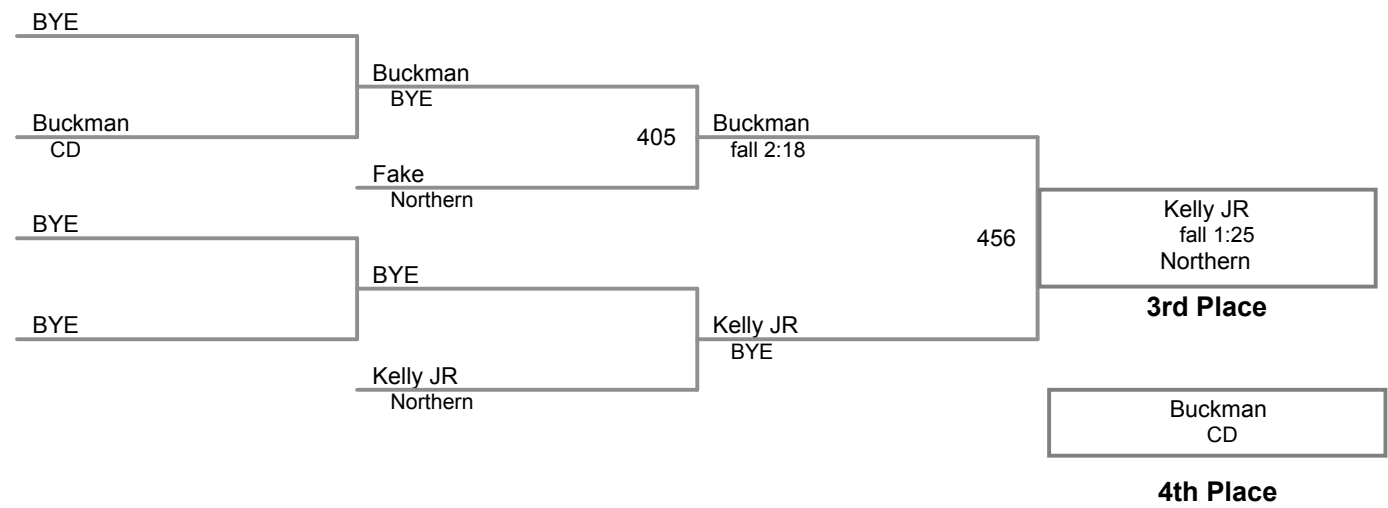 BYE
Buckman
BYE
Buckman
CD
405
Buckman
fall 2:18
Fake
Northern
BYE
456
Kelly JR
fall 1:25
Northern
3rd Place
BYE
BYE
Kelly JR
BYE
Kelly JR
Northern
Buckman
CD
4th Place